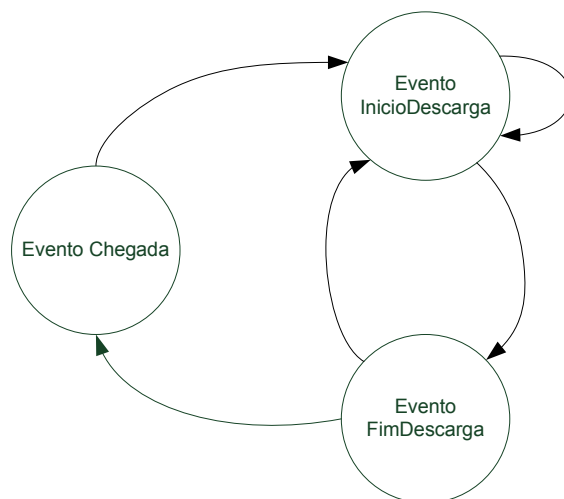 Evento
InicioDescarga
Evento Chegada
Evento
FimDescarga